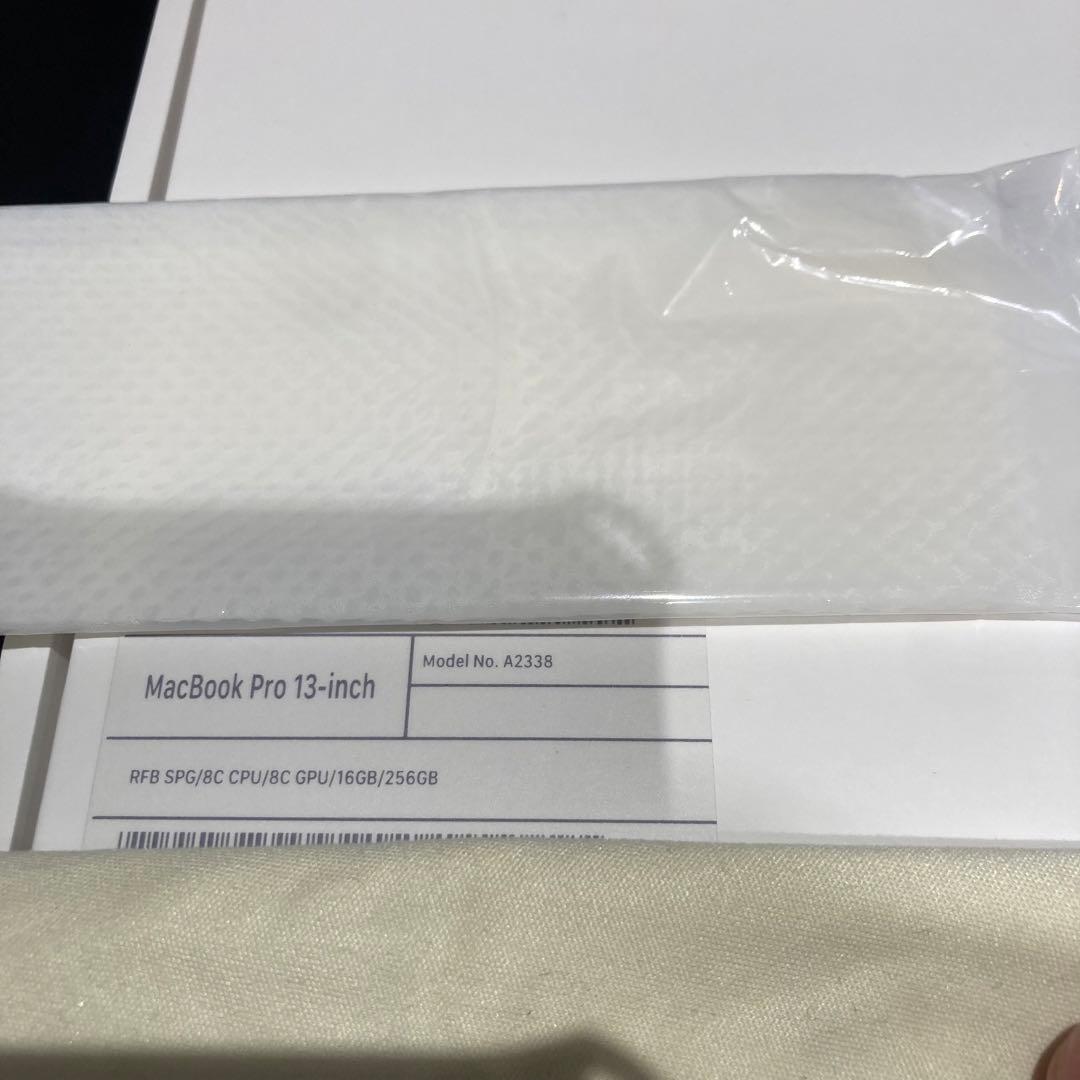 MacBook Pro 13-inch
Model No. A2338
RFB SPG/8C CPU/8C GPU/16GB/256GB